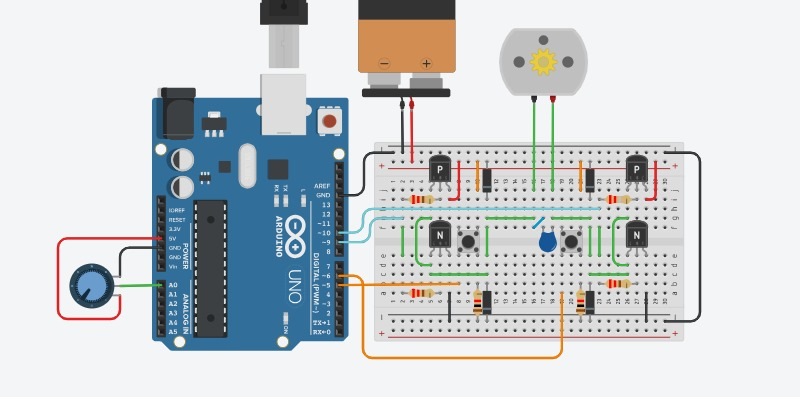 AREF
GND
13
12
~11
~10
~9
8
7
~6
~5
4
~3
2
TX→1
RX←0
DIGITAL (PWM~)
IOREF
RESET
3.3V
5V
GND
GND
Vin
POWER
A0
A1
A2
A3
A4
A5
ANALOG IN
RX
TX
L
ARDUINO
UNO
ON
− +
P
P
N
N